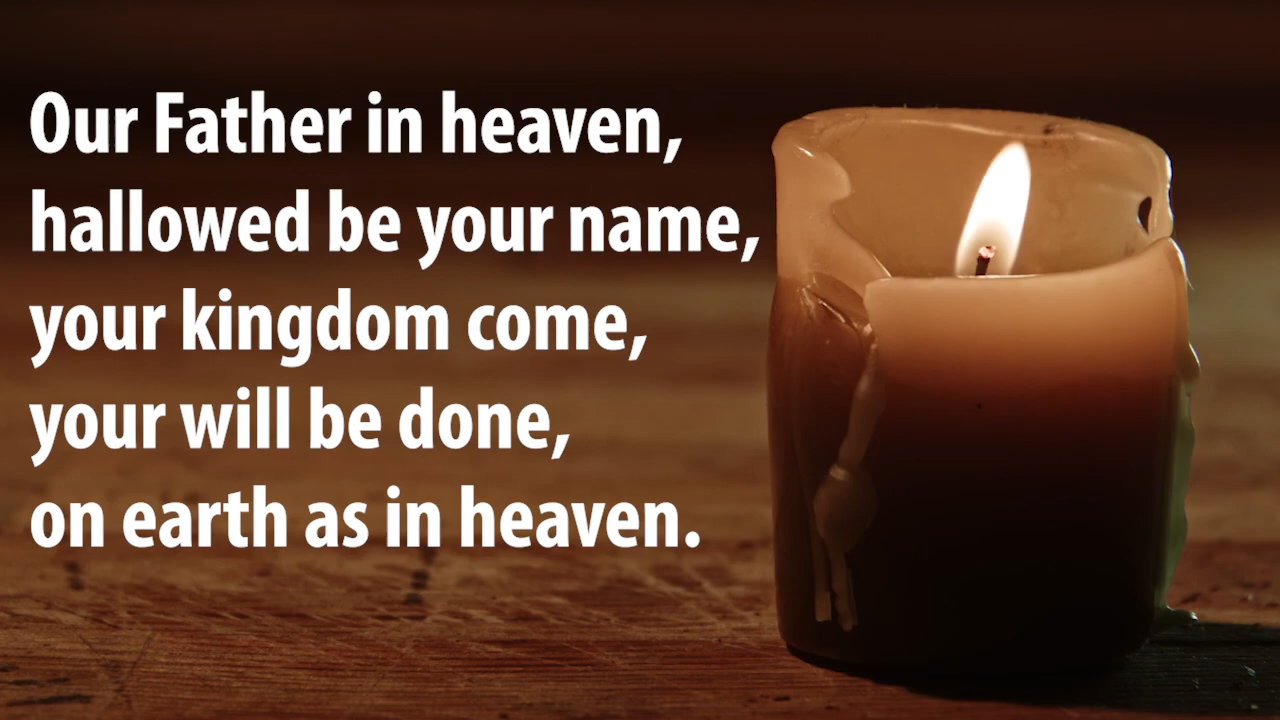 Our Father in heaven,
hallowed be your name,
your kingdom come,
your will be done,
on earth as in heaven.